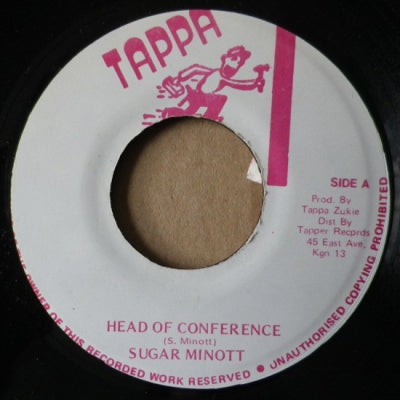 TAPPA
SIDE A
Prod. By
Tappa Zukie
Dist By
Tapper Recprds
45 East Ave,
Kgn 13
HEAD OF CONFERENCE
(S. Minott)
SUGAR MINOTT
OWNER OF THIS RECORDED WORK RESERVED • UNAUTHORISED COPYING PROHIBITED